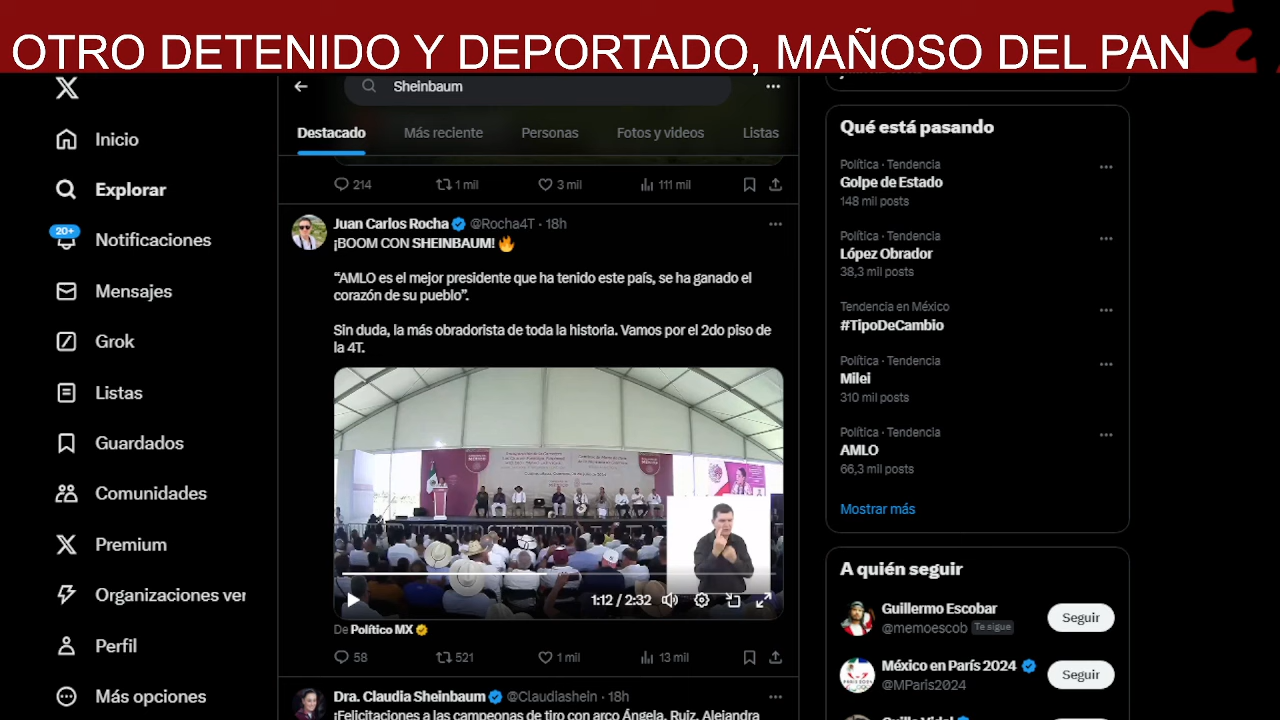 OTRO DETENIDO Y DEPORTADO, MAÑOSO DEL PAN
Inicio
Explorar
20+
Notificaciones
Mensajes
Grok
Listas
Guardados
Comunidades
Premium
Organizaciones ver
Perfil
Más opciones
Sheinbaum
Destacado
Más reciente
Personas
Fotos y videos
Listas
214
1 mil
3 mil
111 mil
Juan Carlos Rocha @Rocha4T · 18h
¡BOOM CON SHEINBAUM!
“AMLO es el mejor presidente que ha tenido este país, se ha ganado el
corazón de su pueblo”.
Sin duda, la más obradorista de toda la historia. Vamos por el 2do piso de
la 4T.
1:12 / 2:32
De Político MX
58
521
1 mil
13 mil
Dra. Claudia Sheinbaum @Claudiashein · 18h
¡Felicitaciones a las campeonas de tiro con arco Ángela, Ruiz, Alejandra
Qué está pasando
Política · Tendencia
Golpe de Estado
148 mil posts
Política · Tendencia
López Obrador
38,3 mil posts
Tendencia en México
#TipoDeCambio
Política · Tendencia
Milei
310 mil posts
Política · Tendencia
AMLO
66,3 mil posts
Mostrar más
A quién seguir
Guillermo Escobar
@memoescob Te sigue
Seguir
México en París 2024
@MParis2024
Seguir